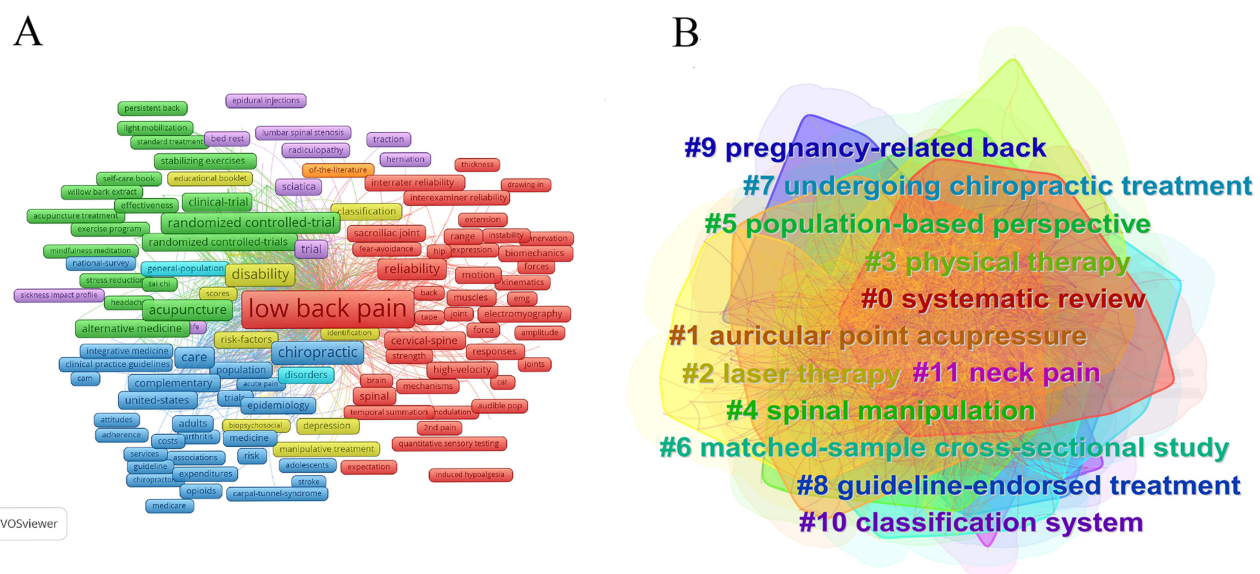 A
B
persistent back
epidural injections
light mobilization
standard treatment
bed rest
lumbar spinal stenosis
traction
radiculopathy
stabilizing exercises
herniation
thickness
of-the-literature
self-care book
educational booklet
sciatica
interrater reliability
drawing-in
willow bark extract
effectiveness
clinical-trial
interexaminer reliability
acupuncture treatment
classification
extension
exercise program
randomized controlled-trial
sacroiliac joint
range
instability
randomized controlled-trials
trial
fear-avoidance
hip
biomechanics
mindfulness meditation
national-survey
general-population
disability
reliability
motion
forces
kinematics
stress reduction
tai chi
sickness impact profile
headache
scores
low back pain
back
muscles
emg
acupuncture
tape
joint
electromyography
alternative medicine
identification
force
amplitude
risk-factors
cervical-spine
integrative medicine
care
chiropractic
strength
responses
clinical practice guidelines
population
high-velocity
joints
cam
complementary
acute pain
disorders
brain
mechanisms
cat
united-states
trials
epidemiology
spinal
audible pop
attitudes
adults
biopsychosocial
depression
temporal summation
modulation
2nd pain
adherence
costs
arthritis
medicine
quantitative sensory testing
services
associations
risk
manipulative treatment
guideline
expenditures
adolescents
expectation
induced hypoalgesia
opioids
stroke
carpal-tunnel-syndrome
medicare
VOSviewer
#9 pregnancy-related back
#7 undergoing chiropractic treatment
#5 population-based perspective
#3 physical therapy
#0 systematic review
#1 auricular point acupressure
#2 laser therapy
#11 neck pain
#4 spinal manipulation
#6 matched-sample cross-sectional study
#8 guideline-endorsed treatment
#10 classification system